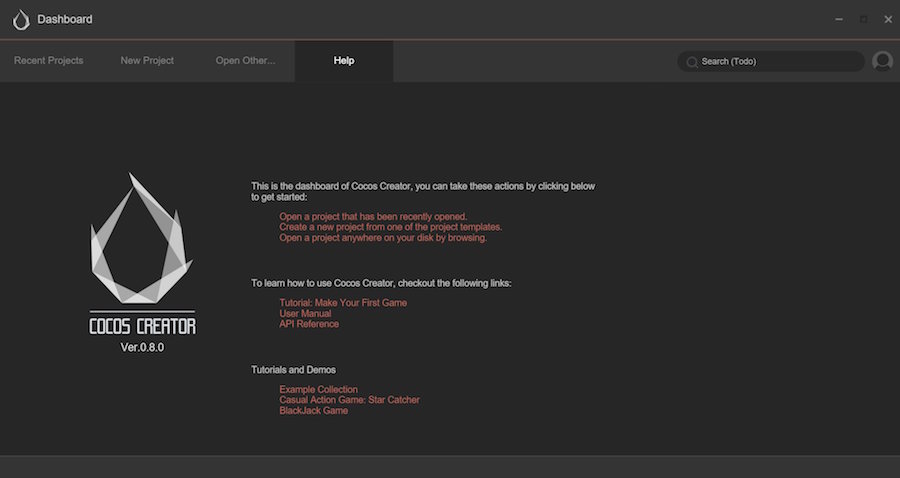 Dashboard
Recent Projects New Project Open Other... Help Search (Todo)
This is the dashboard of Cocos Creator, you can take these actions by clicking below
to get started:
Open a project that has been recently opened.
Create a new project from one of the project templates.
Open a project anywhere on your disk by browsing.
To learn how to use Cocos Creator, checkout the following links:
Tutorial: Make Your First Game
User Manual
API Reference
COCOS CREATOR
Ver.0.8.0
Tutorials and Demos
Example Collection
Casual Action Game: Star Catcher
BlackJack Game